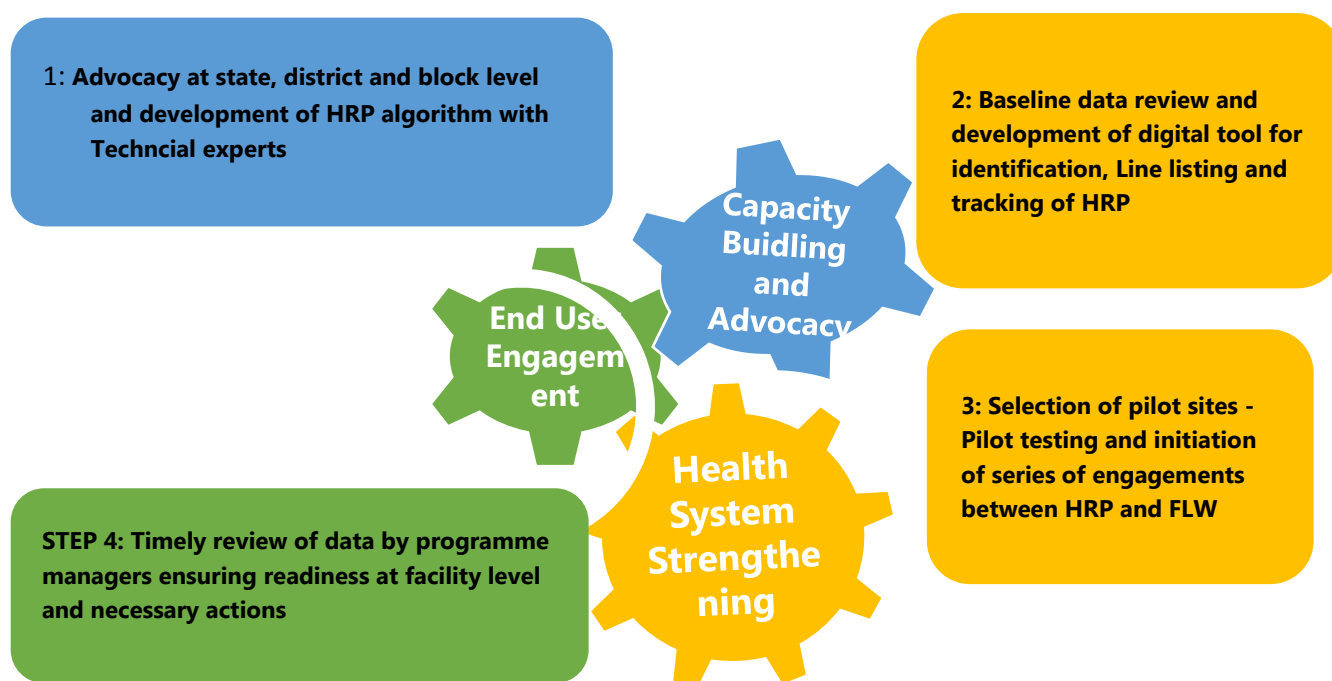 1: Advocacy at state, district and block level
and development of HRP algorithm with
Techncial experts
2: Baseline data review and
development of digital tool for
identification, Line listing and
tracking of HRP
Capacity
Buidling
and
Advocacy
End User
Engagem
ent
3: Selection of pilot sites -
Pilot testing and initiation
of series of engagements
between HRP and FLW
Health
System
Strengthe
ning
STEP 4: Timely review of data by programme
managers ensuring readiness at facility level
and necessary actions